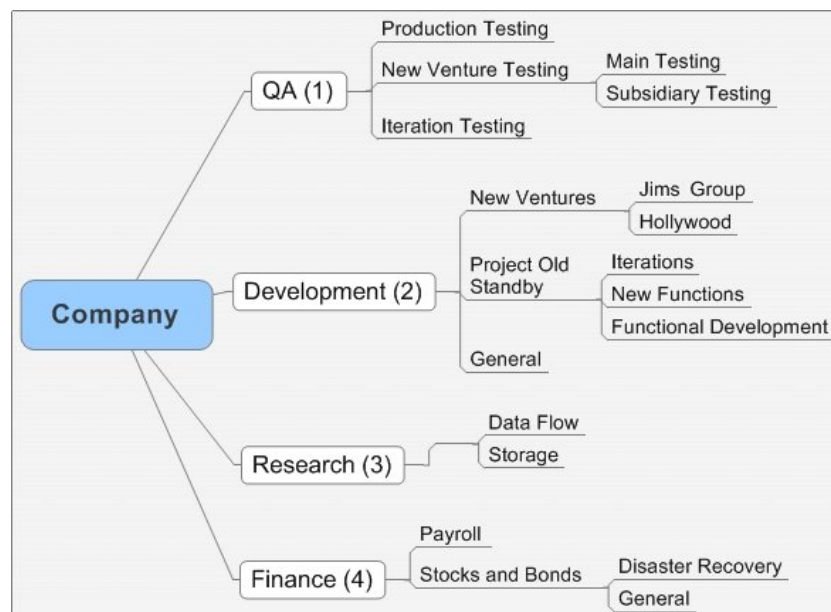 Production Testing
QA (1)
New Venture Testing
Main Testing
Subsidiary Testing
Iteration Testing
Company
Development (2)
New Ventures
Jims Group
Hollywood
Project Old
Standby
Iterations
New Functions
Functional Development
General
Research (3)
Data Flow
Storage
Finance (4)
Payroll
Stocks and Bonds
Disaster Recovery
General